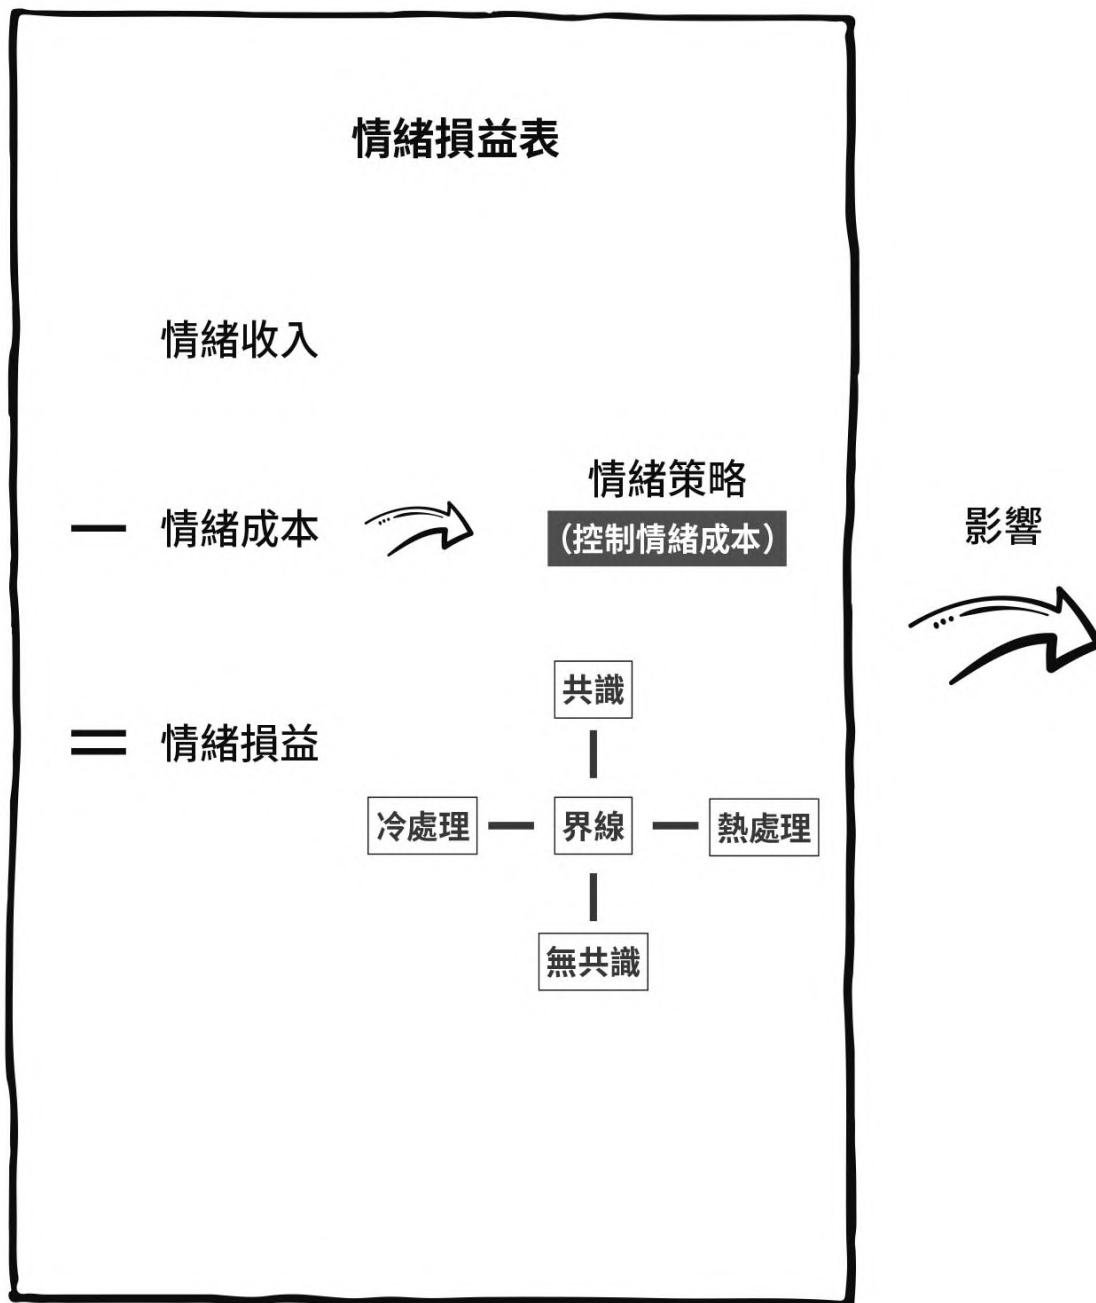 情緒損益表
情緒收入
— 情緒成本
情緒策略
（控制情緒成本）
影響
= 情緒損益
共識
冷處理 — 界線 — 熱處理
無共識